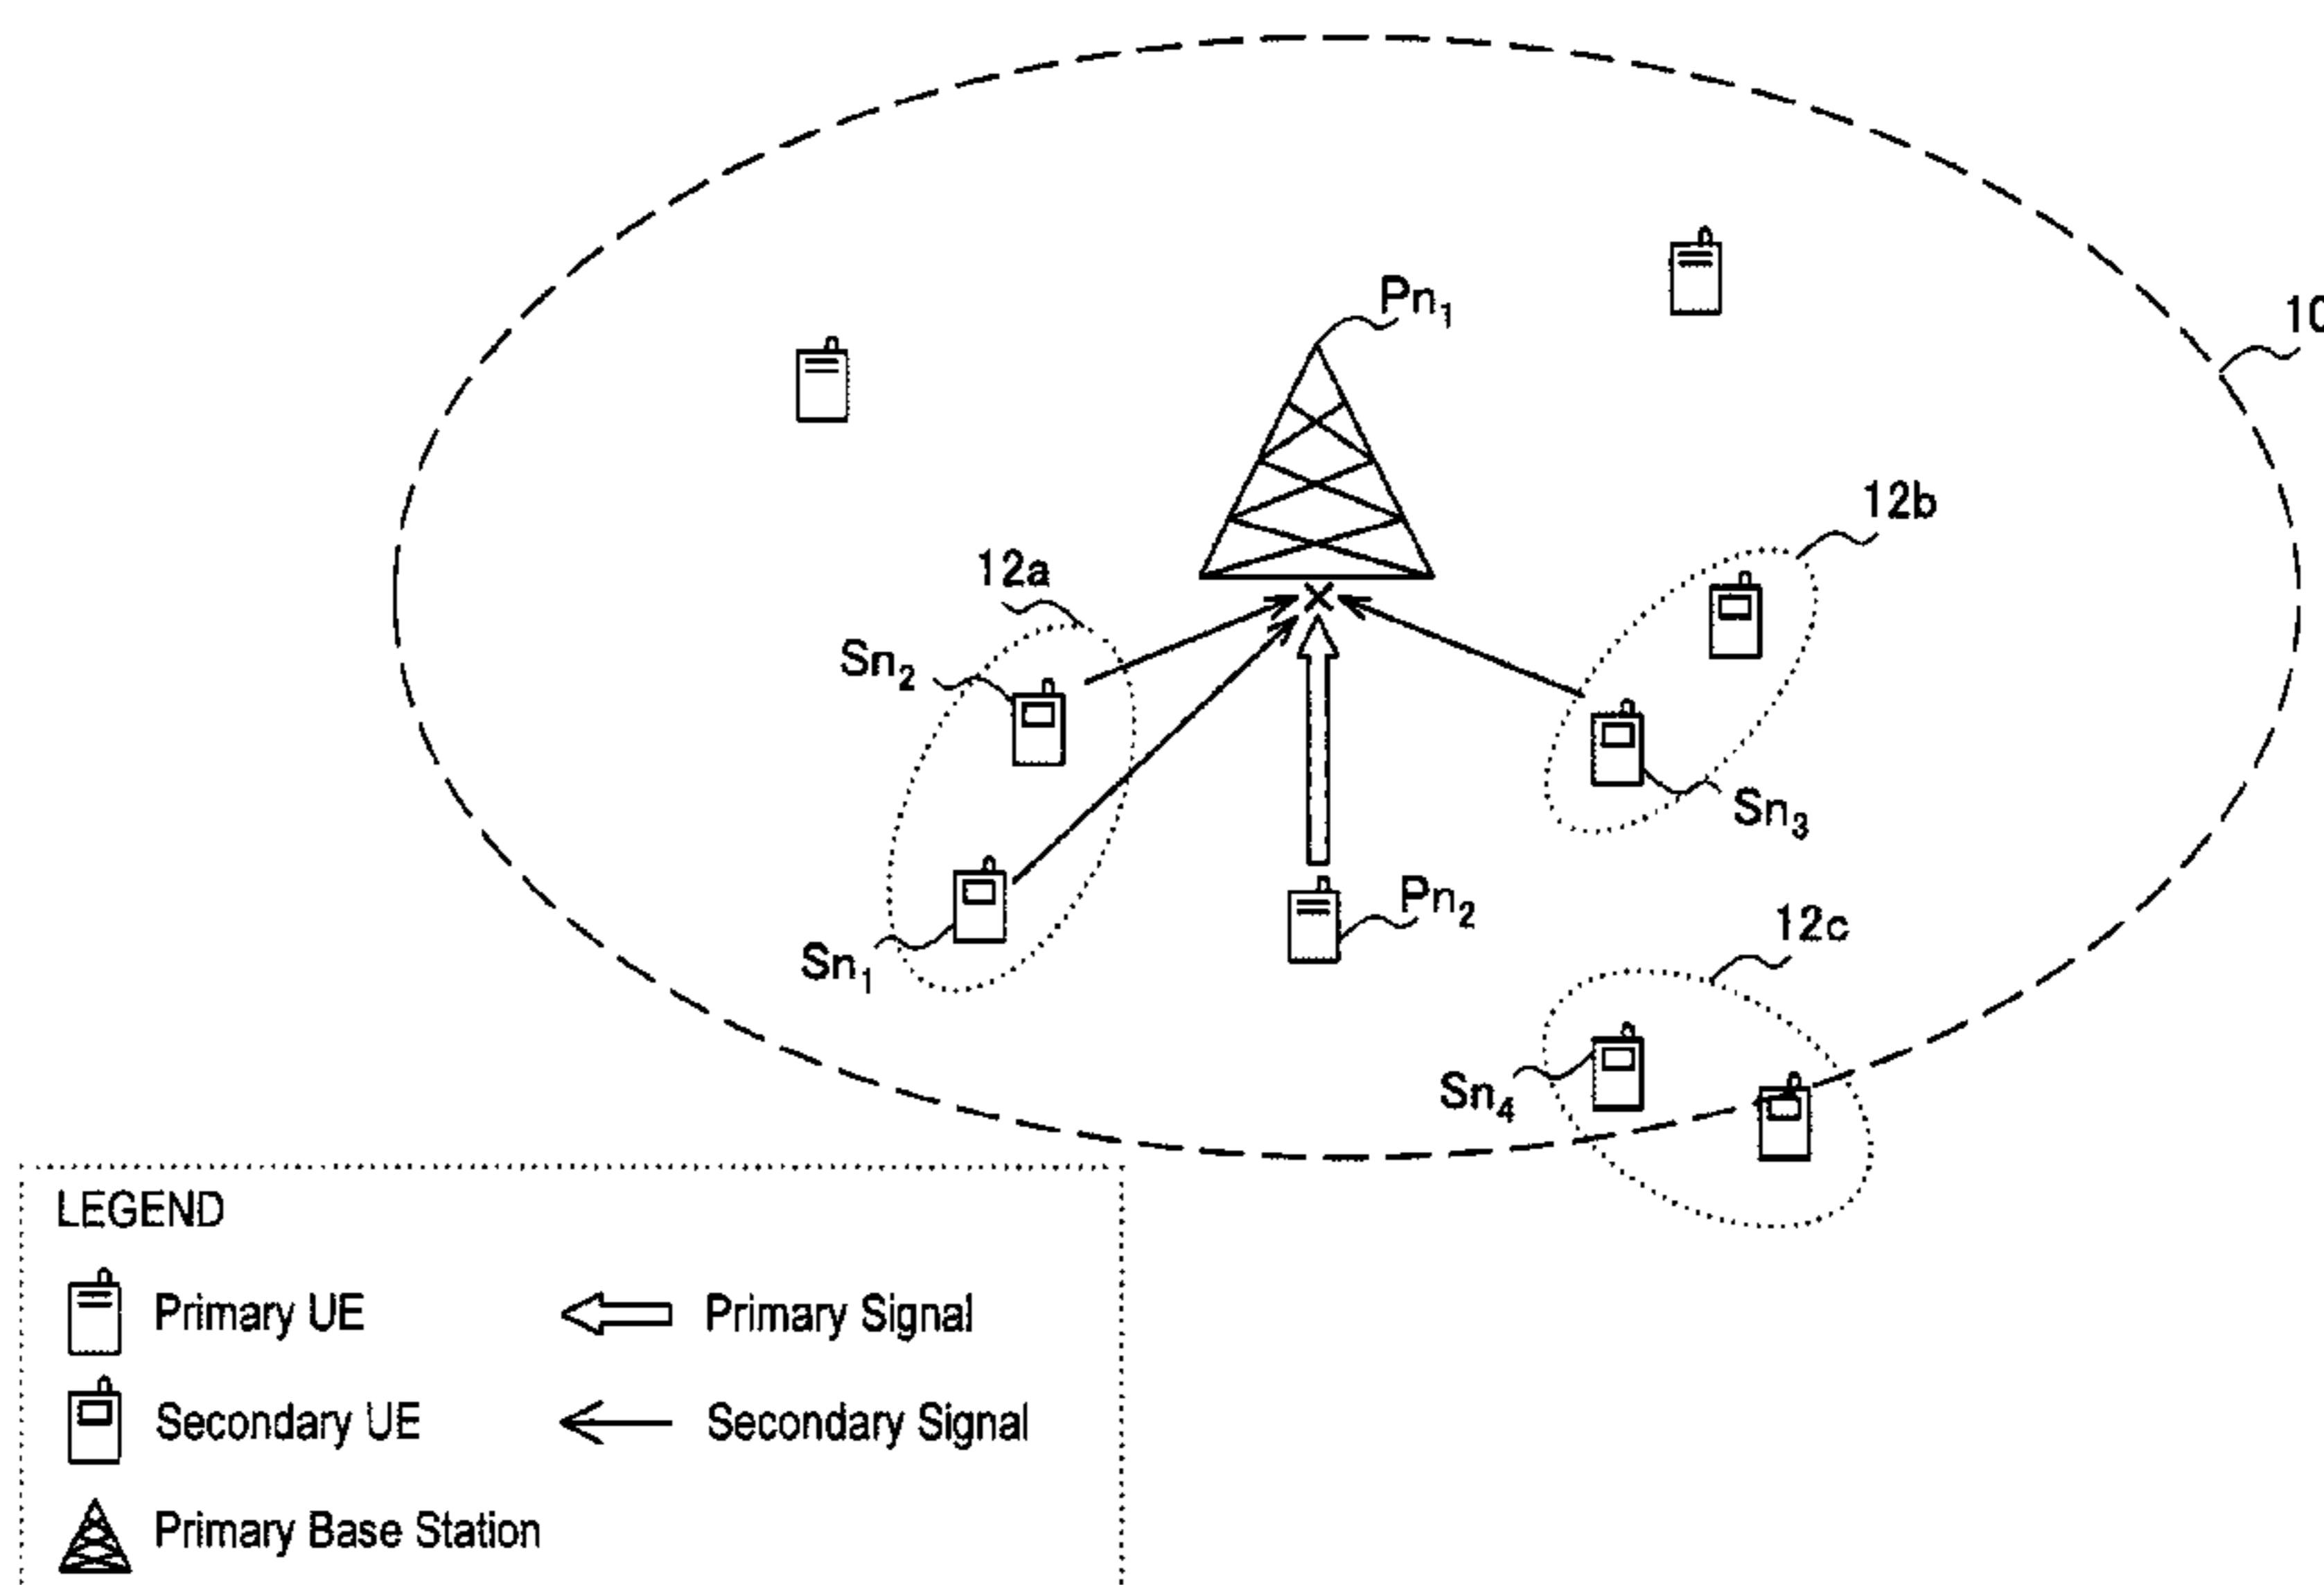 Pn₁
10
12b
12a
Sn₂
Sn₃
Pn₂
12c
Sn₁
Sn₄
LEGEND
Primary UE
Primary Signal
Secondary UE
Secondary Signal
Primary Base Station